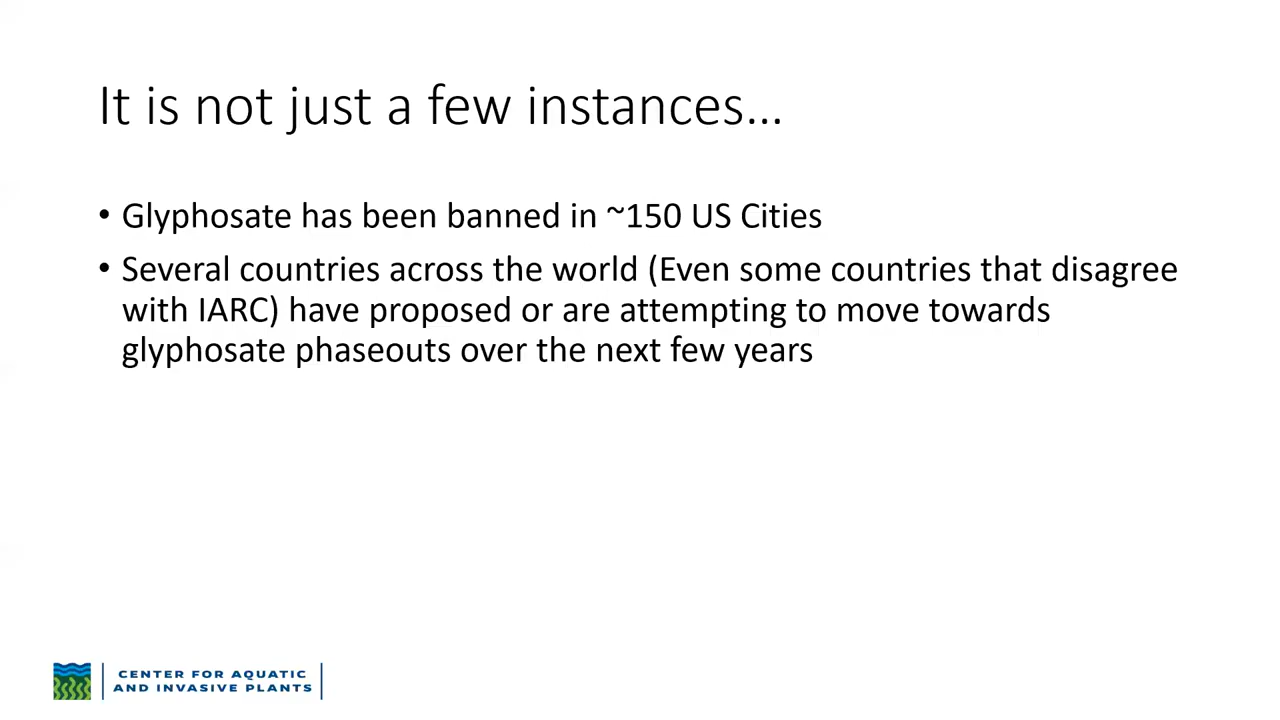 It is not just a few instances…
• Glyphosate has been banned in ~150 US Cities
• Several countries across the world (Even some countries that disagree
with IARC) have proposed or are attempting to move towards
glyphosate phaseouts over the next few years
CENTER FOR AQUATIC
AND INVASIVE PLANTS